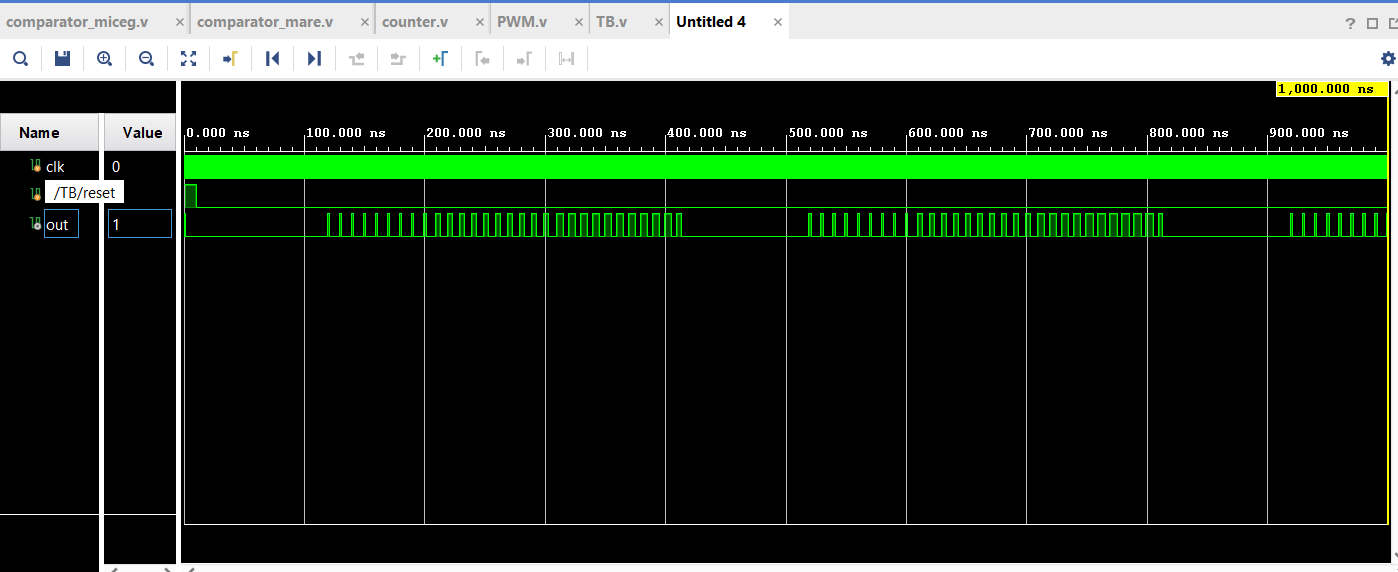 comparator_miceg.v × comparator_mare.v × counter.v × PWM.v × TB.v × Untitled 4 × ?
1,000.000 ns
Name Value 0.000 ns 100.000 ns 200.000 ns 300.000 ns 400.000 ns 500.000 ns 600.000 ns 700.000 ns 800.000 ns 900.000 ns
clk 0
/TB/reset
out 1